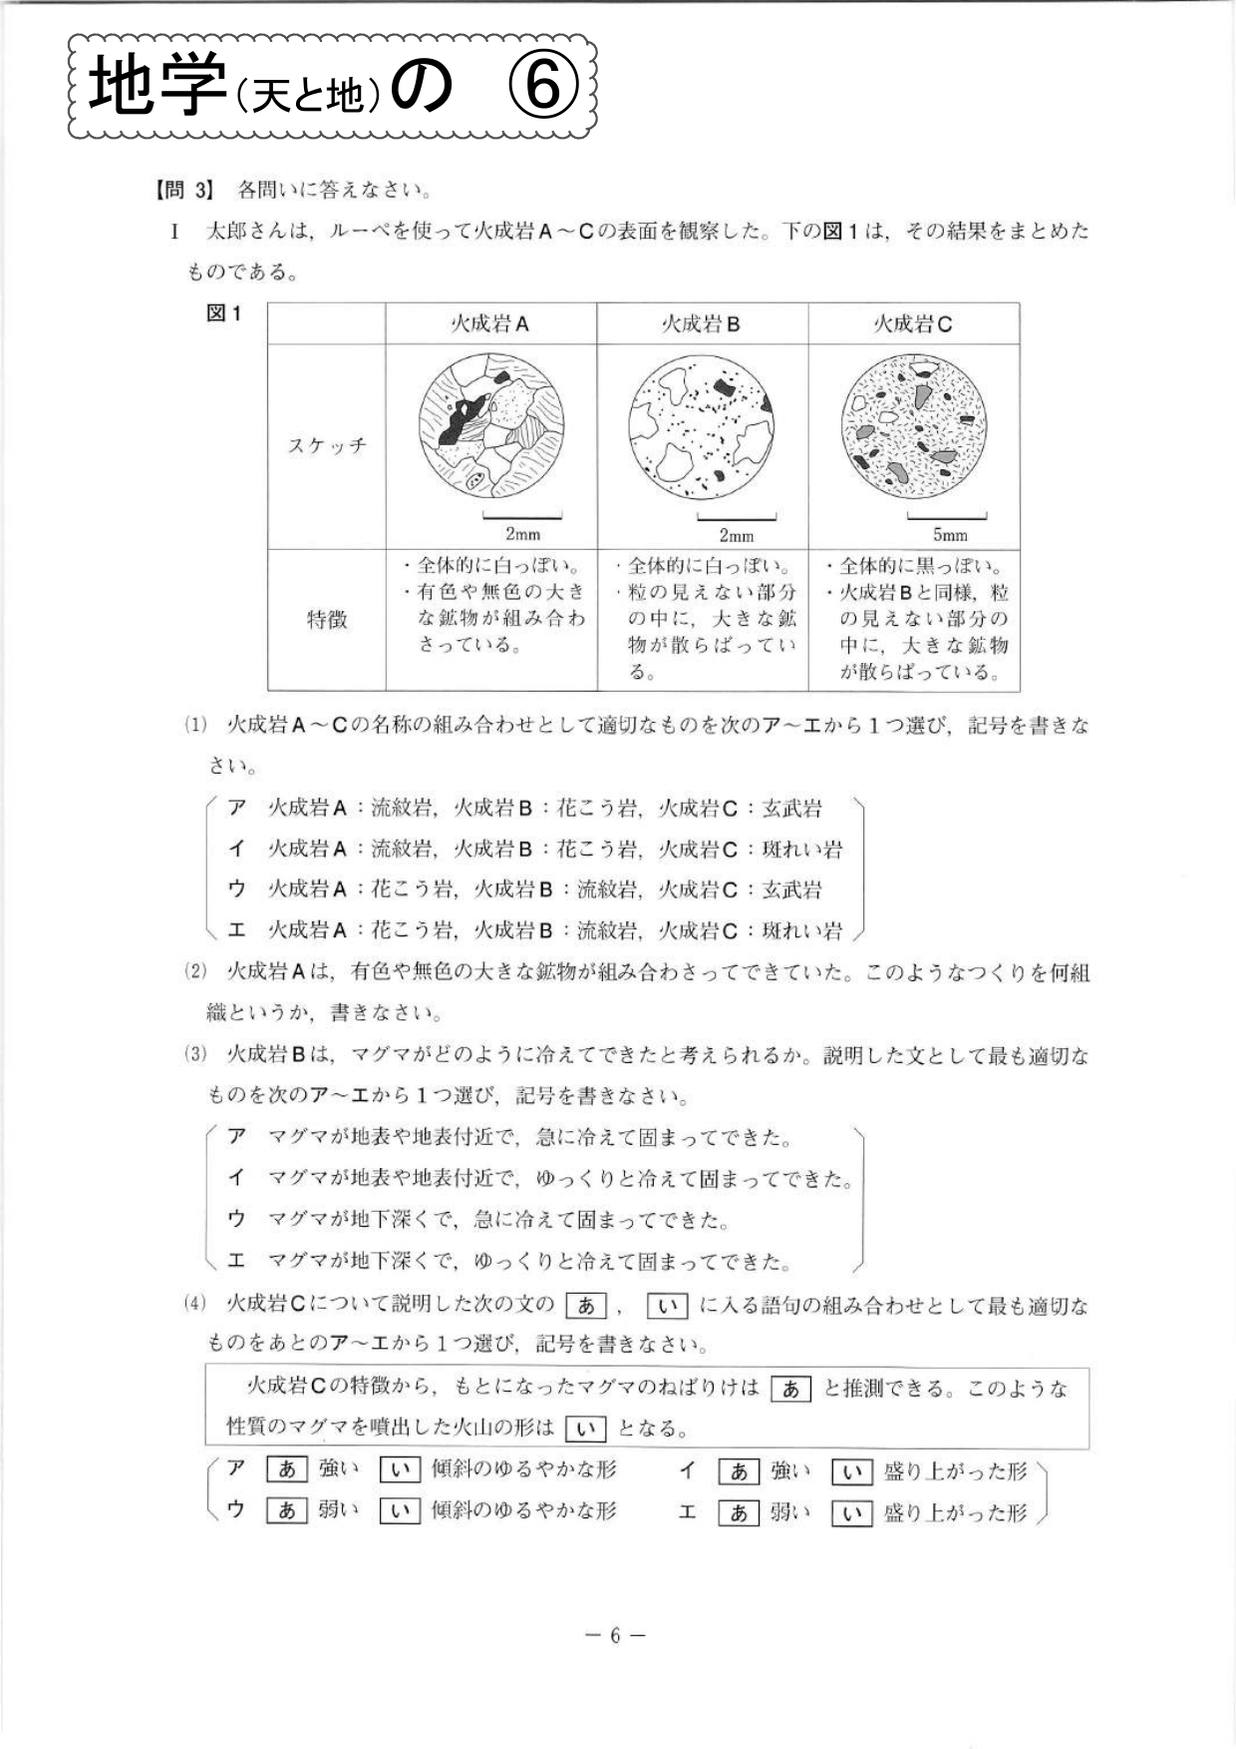 地学(天と地)の ⑥
【問 3】 各問いに答えなさい。
Ⅰ 太郎さんは，ルーペを使って火成岩A～Cの表面を観察した。下の図1は，その結果をまとめた
ものである。
図1
火成岩A 火成岩B 火成岩C
スケッチ
2mm 2mm 5mm
特徴
・全体的に白っぽい。
・有色や無色の大き
な鉱物が組み合わ
さっている。
・全体的に白っぽい。
・粒の見えない部分
の中に，大きな鉱
物が散らばってい
る。
・全体的に黒っぽい。
・火成岩Bと同様，粒
の見えない部分の
中に，大きな鉱物
が散らばっている。
(1) 火成岩A～Cの名称の組み合わせとして適切なものを次のア～エから1つ選び，記号を書きな
さい。
ア 火成岩A：流紋岩，火成岩B：花こう岩，火成岩C：玄武岩
イ 火成岩A：流紋岩，火成岩B：花こう岩，火成岩C：斑れい岩
ウ 火成岩A：花こう岩，火成岩B：流紋岩，火成岩C：玄武岩
エ 火成岩A：花こう岩，火成岩B：流紋岩，火成岩C：斑れい岩
(2) 火成岩Aは，有色や無色の大きな鉱物が組み合わさってできていた。このようなつくりを何組
織というか，書きなさい。
(3) 火成岩Bは，マグマがどのように冷えてできたと考えられるか。説明した文として最も適切な
ものを次のア～エから1つ選び，記号を書きなさい。
ア マグマが地表や地表付近で，急に冷えて固まってできた。
イ マグマが地表や地表付近で，ゆっくりと冷えて固まってできた。
ウ マグマが地下深くで，急に冷えて固まってできた。
エ マグマが地下深くで，ゆっくりと冷えて固まってできた。
(4) 火成岩Cについて説明した次の文の あ ， い に入る語句の組み合わせとして最も適切な
ものをあとのア～エから1つ選び，記号を書きなさい。
火成岩Cの特徴から，もとになったマグマのねばりけは あ と推測できる。このような
性質のマグマを噴出した火山の形は い となる。
ア あ 強い い 傾斜のゆるやかな形 イ あ 強い い 盛り上がった形
ウ あ 弱い い 傾斜のゆるやかな形 エ あ 弱い い 盛り上がった形
－ 6 －